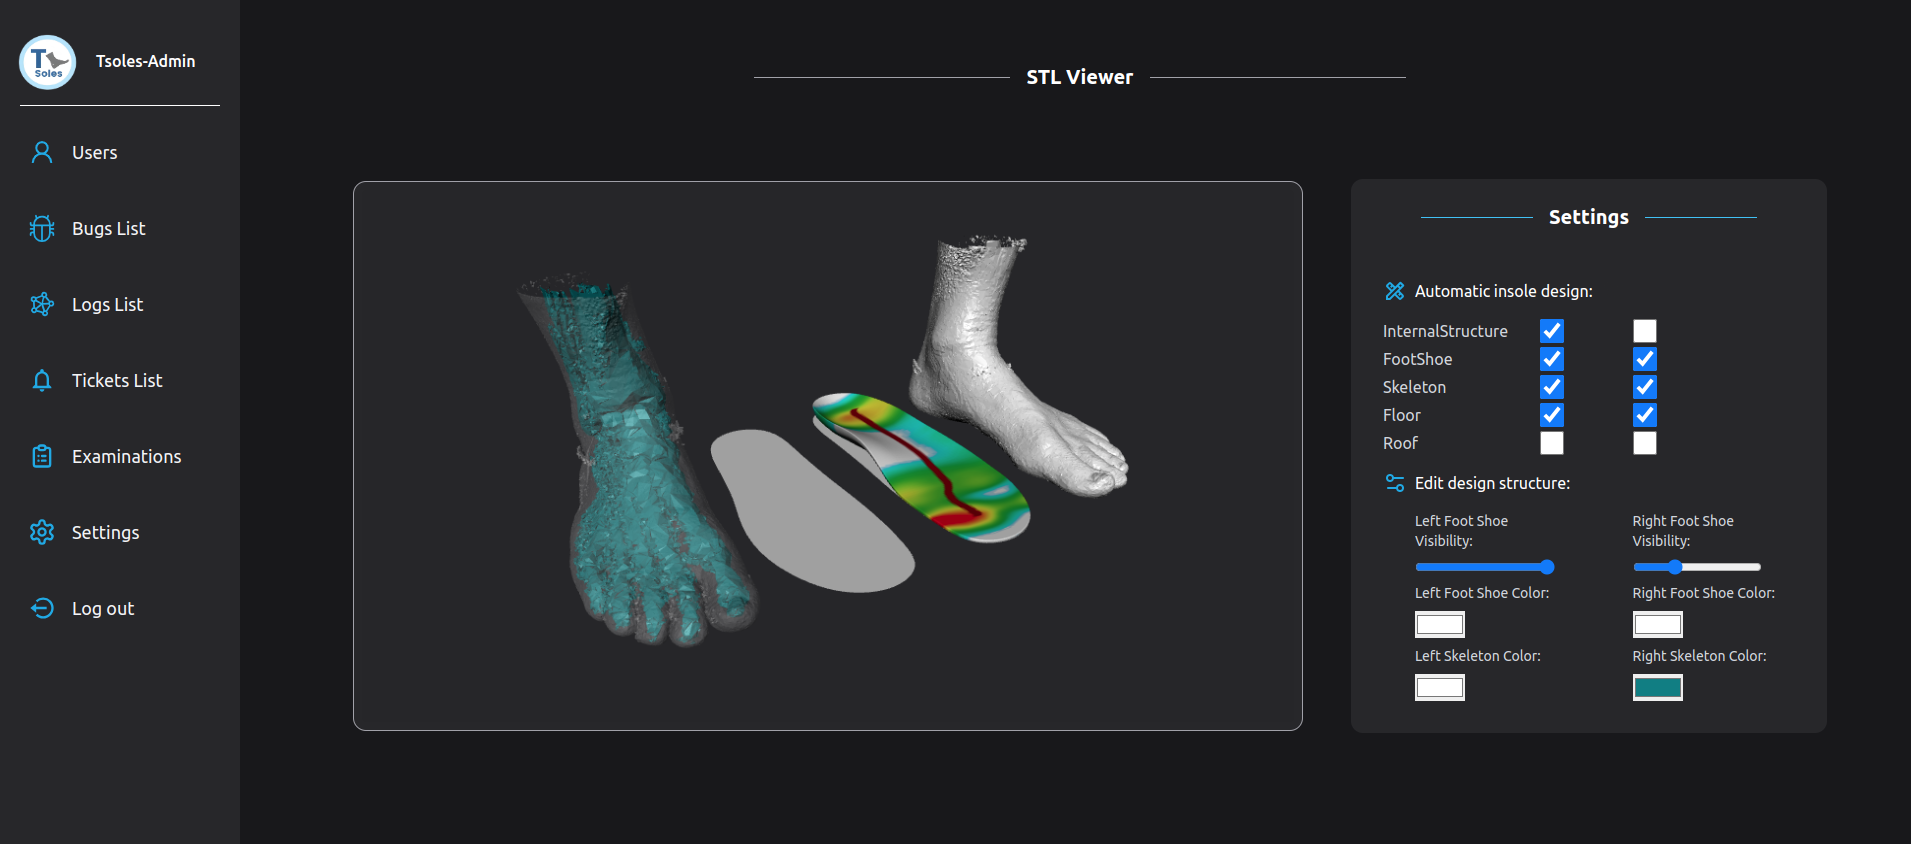 T
Soles
Tsoles-Admin
Users
Bugs List
Logs List
Tickets List
Examinations
Settings
Log out
STL Viewer
Settings
Automatic insole design:
InternalStructure
FootShoe
Skeleton
Floor
Roof
Edit design structure:
Left Foot Shoe
Visibility:
Right Foot Shoe
Visibility:
Left Foot Shoe Color:
Right Foot Shoe Color:
Left Skeleton Color:
Right Skeleton Color: